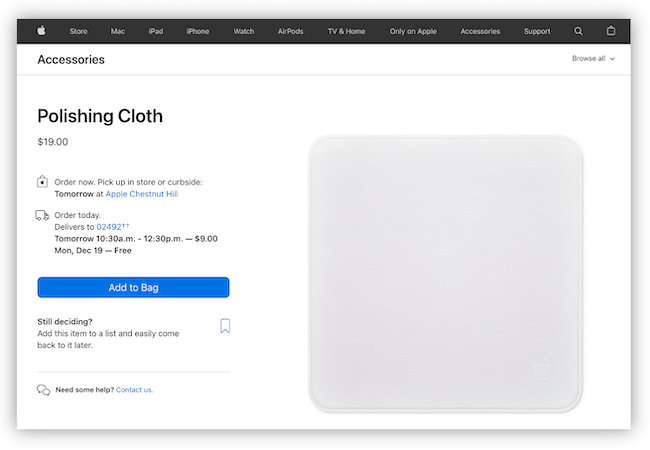 Store Mac iPad iPhone Watch AirPods TV & Home Only on Apple Accessories Support
Accessories
Browse all
Polishing Cloth
$19.00
Order now. Pick up in store or curbside:
Tomorrow at Apple Chestnut Hill
Order today.
Delivers to 02492††
Tomorrow 10:30a.m. - 12:30p.m. — $9.00
Mon, Dec 19 — Free
Add to Bag
Still deciding?
Add this item to a list and easily come
back to it later.
Need some help? Contact us.